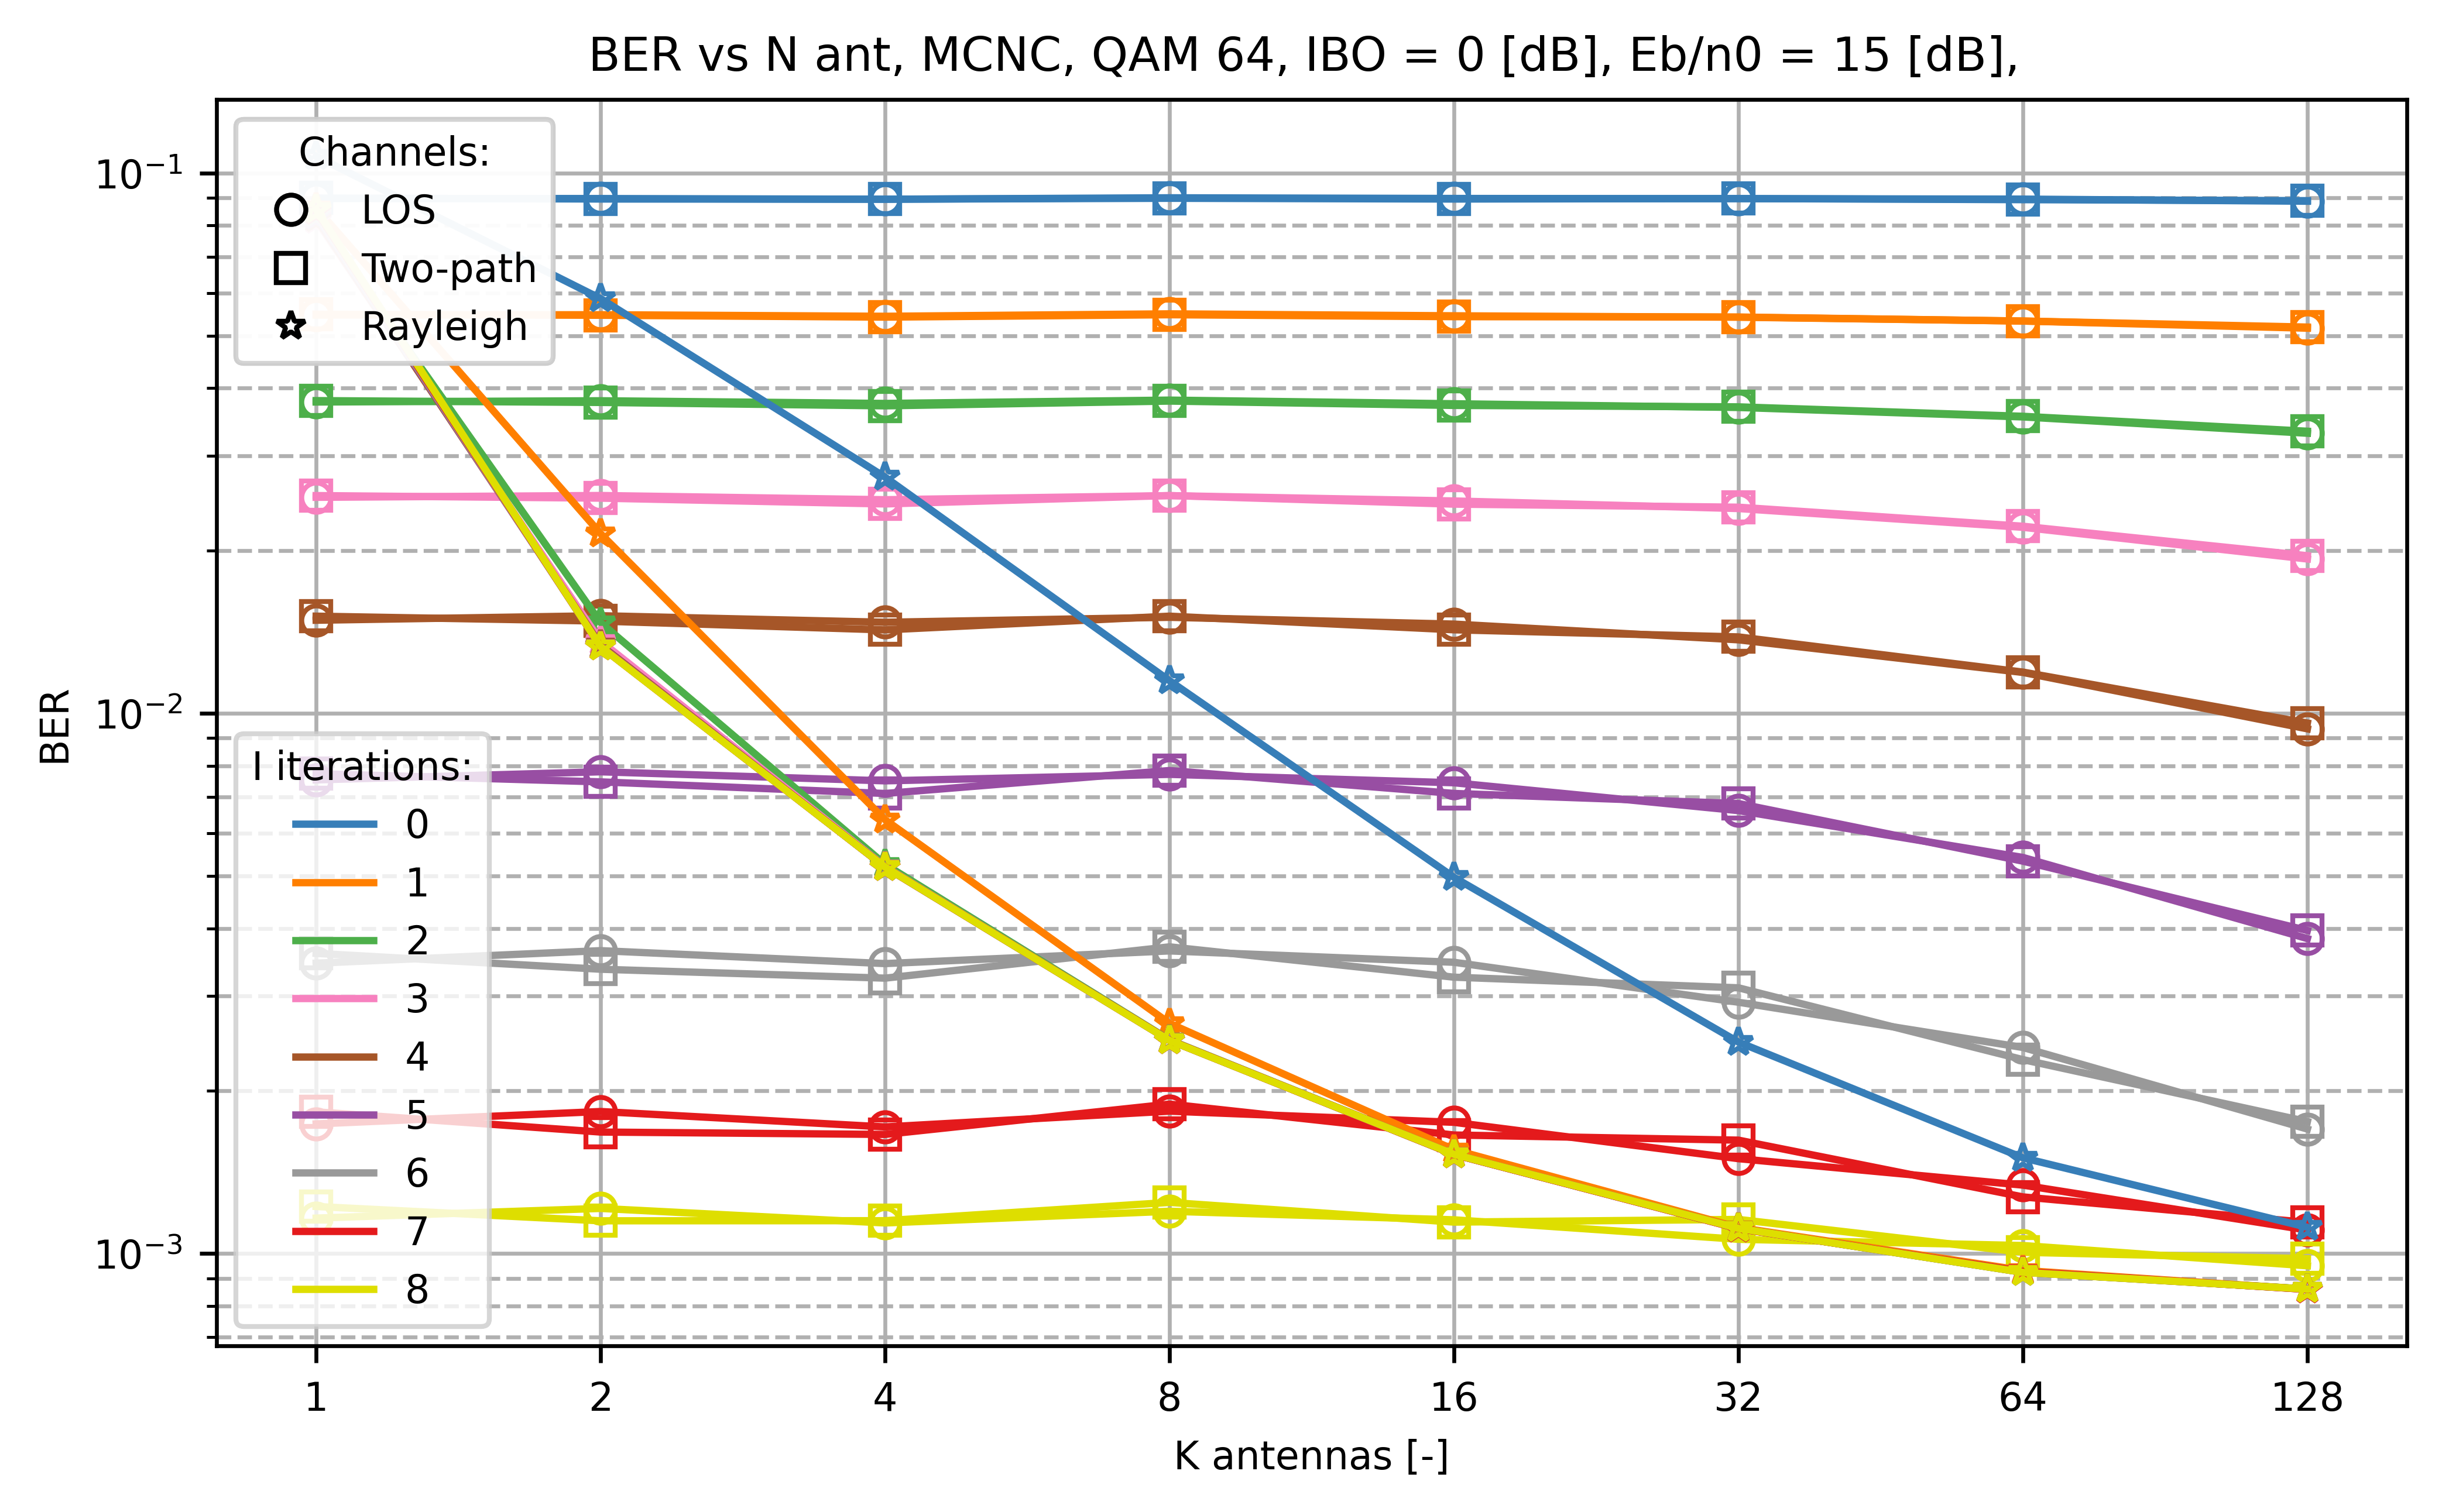 BER vs N ant, MCNC, QAM 64, IBO = 0 [dB], Eb/n0 = 15 [dB],
Channels:
LOS
Two-path
Rayleigh
I iterations:
0
1
2
3
4
5
6
7
8
BER
10⁻¹
10⁻²
10⁻³
1 2 4 8 16 32 64 128
K antennas [-]